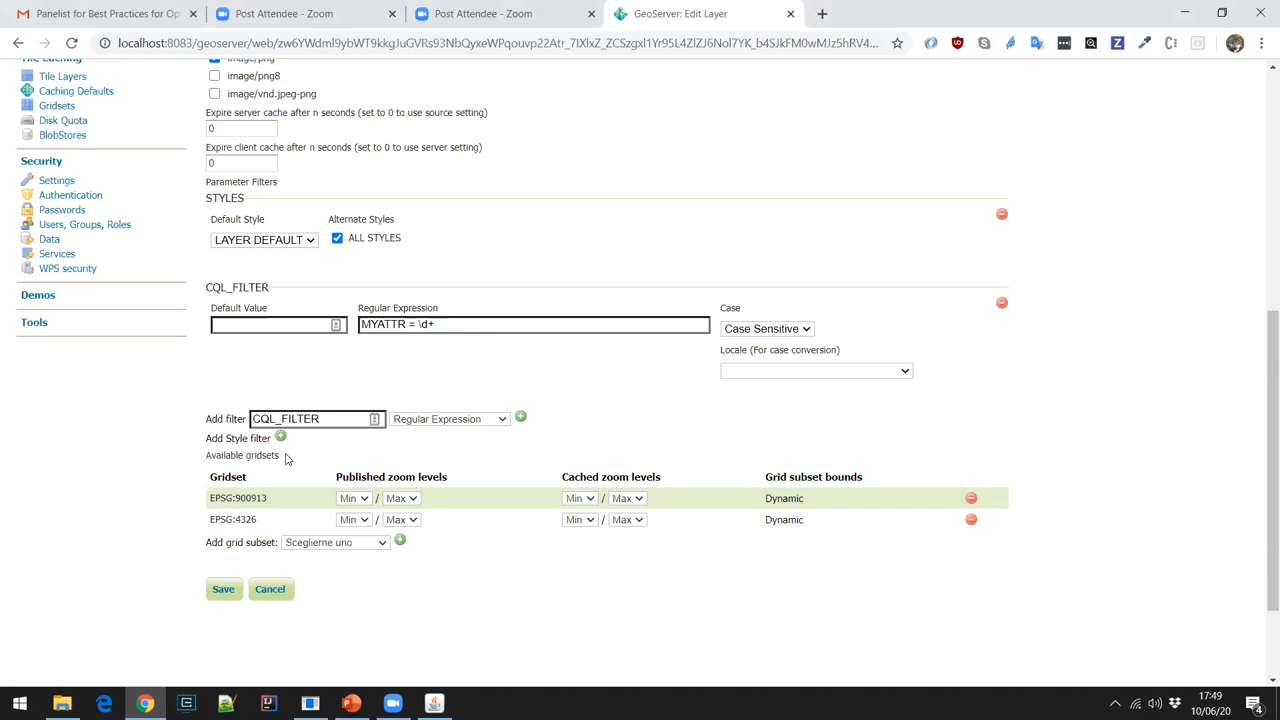 Panelist for Best Practices for Op
Post Attendee - Zoom
Post Attendee - Zoom
GeoServer: Edit Layer
Tile Caching
Tile Layers
Caching Defaults
Gridsets
Disk Quota
BlobStores
Security
Settings
Authentication
Passwords
Users, Groups, Roles
Data
Services
WPS security
Demos
Tools
image/png
image/png8
image/vnd.jpeg-png
Expire server cache after n seconds (set to 0 to use source setting)
0
Expire client cache after n seconds (set to 0 to use server setting)
0
Parameter Filters
STYLES
Default Style Alternate Styles
LAYER DEFAULT ALL STYLES
CQL_FILTER
Default Value Regular Expression Case
MYATTR = \d+ Case Sensitive
Locale (For case conversion)
Add filter CQL_FILTER Regular Expression
Add Style filter
Available gridsets
Gridset Published zoom levels Cached zoom levels Grid subset bounds
EPSG:900913 Min / Max Min / Max Dynamic
EPSG:4326 Min / Max Min / Max Dynamic
Add grid subset: Sceglierne uno
Save Cancel
17:49
10/06/20
4